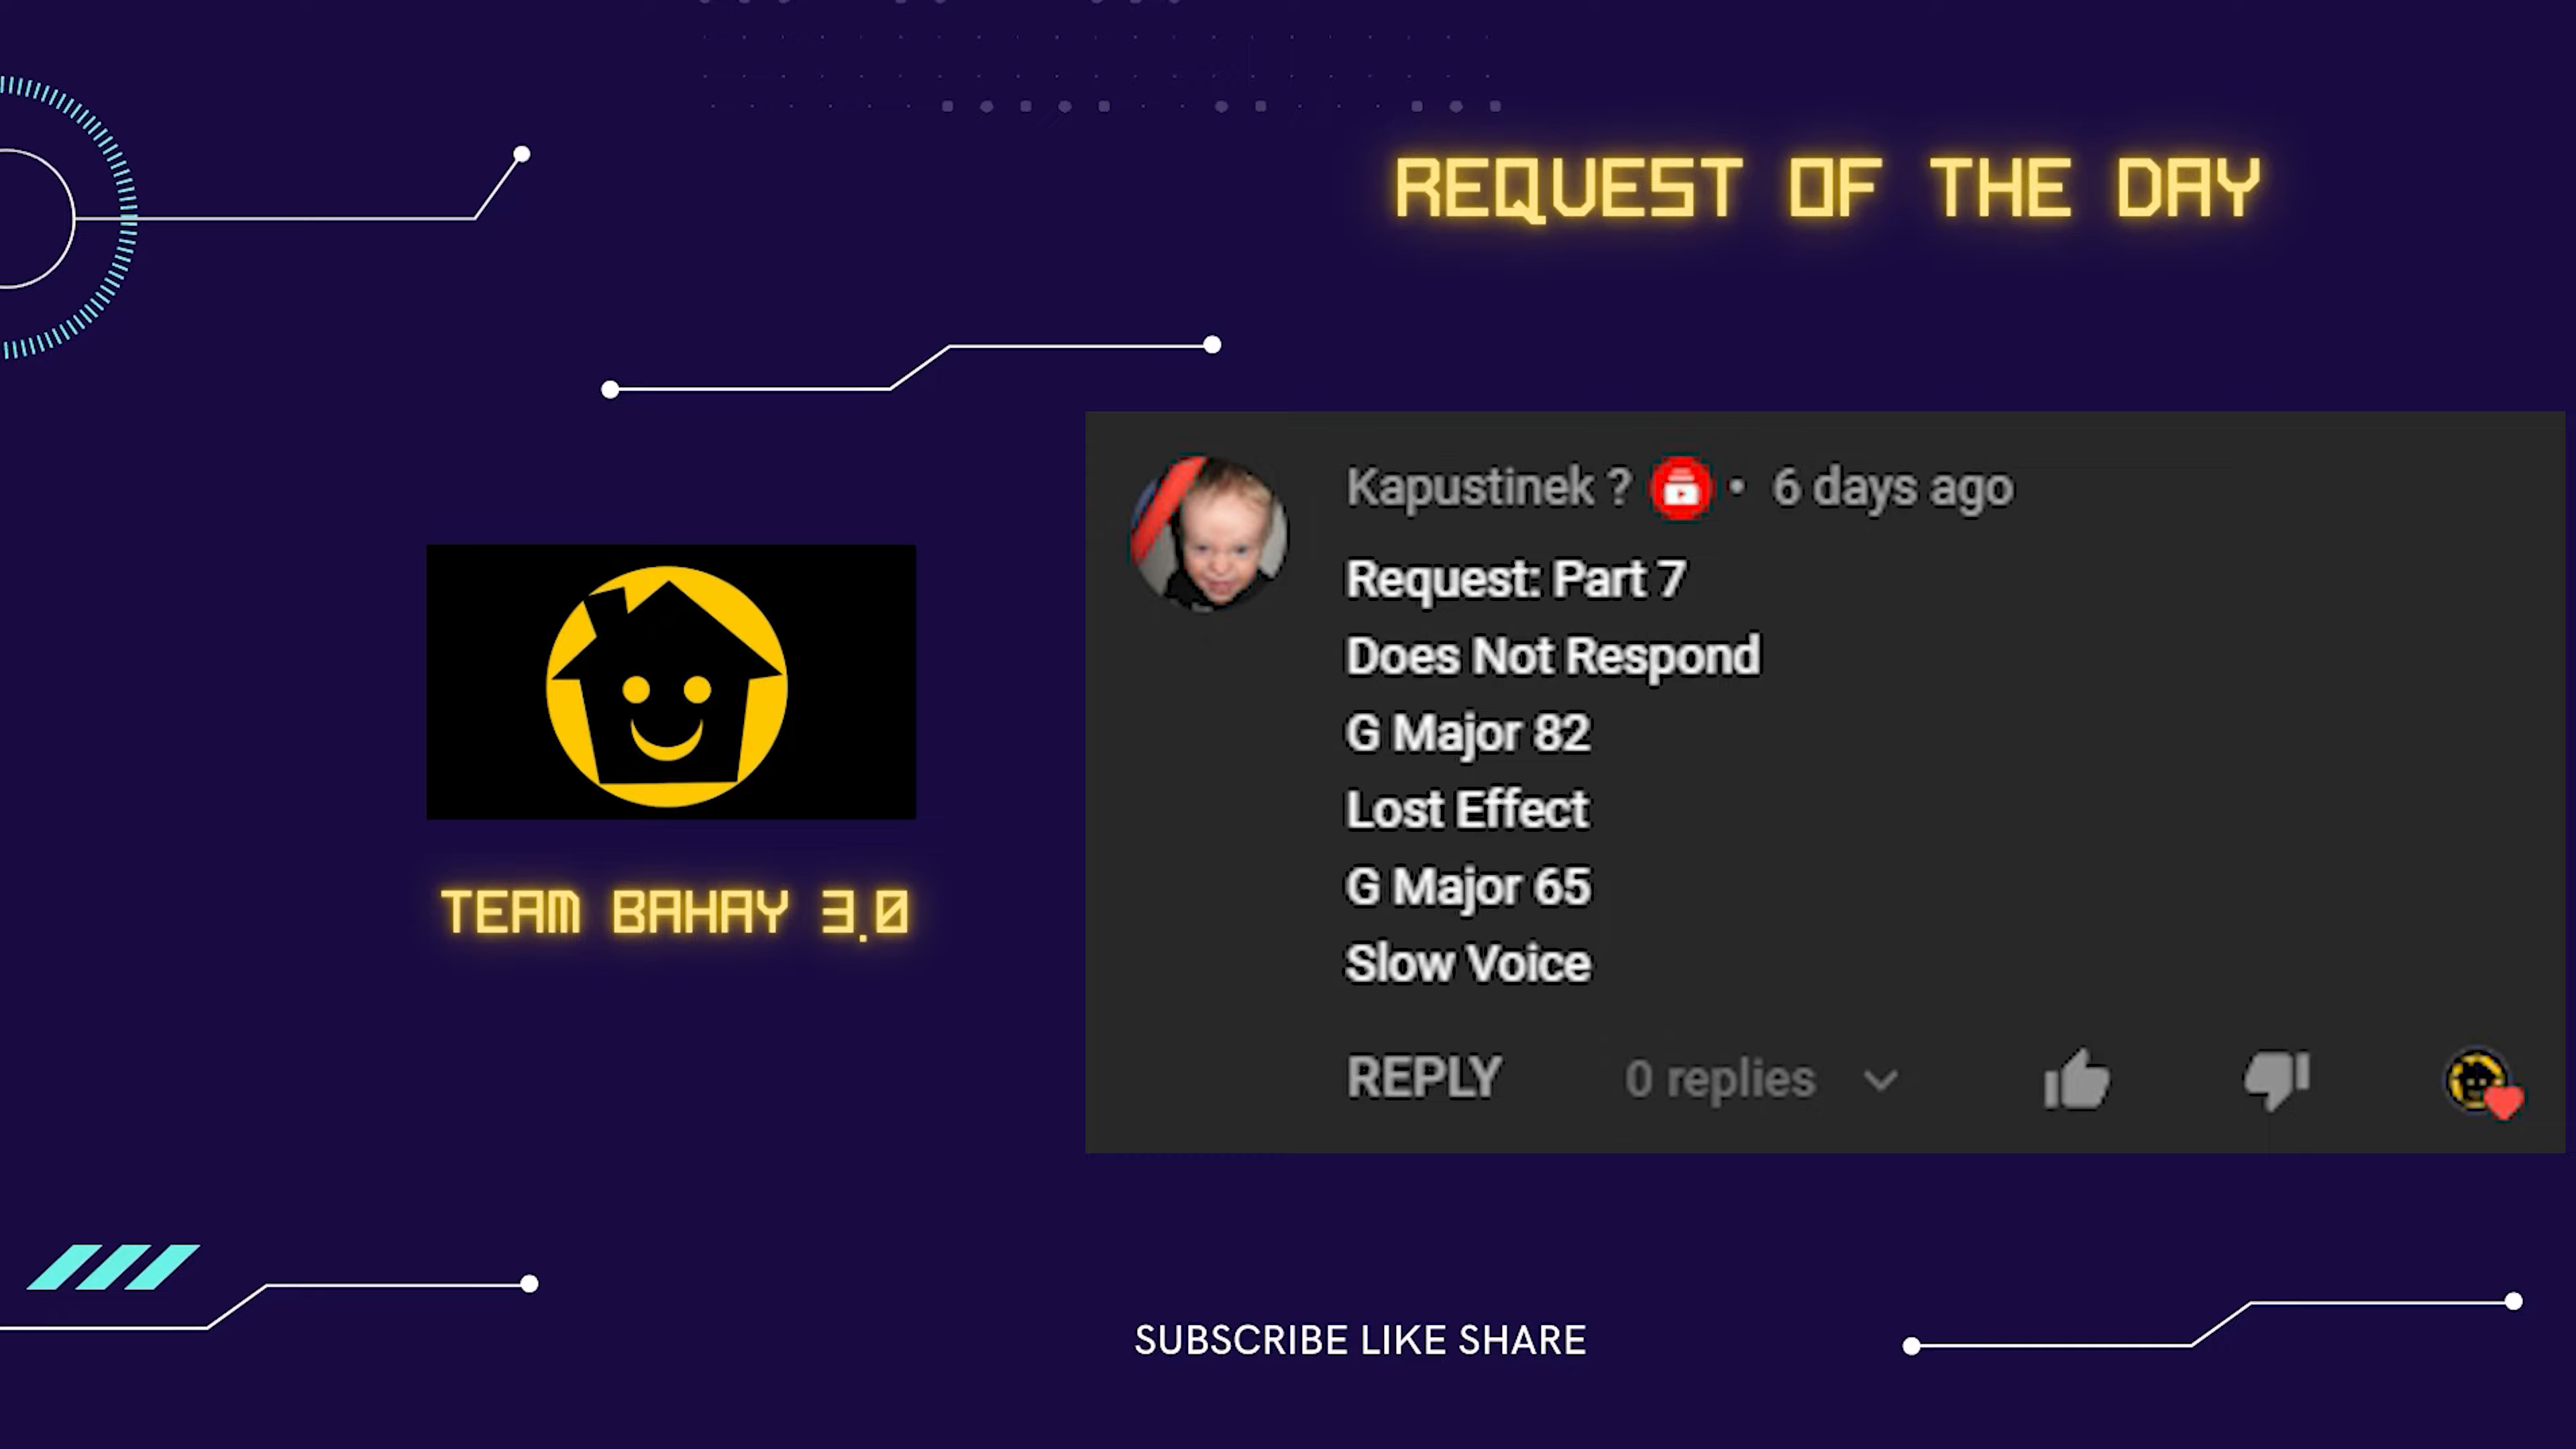 REQUEST OF THE DAY
Kapustinek ? • 6 days ago
Request: Part 7
Does Not Respond
G Major 82
Lost Effect
G Major 65
Slow Voice
REPLY 0 replies
TEAM BAHAY 3.0
SUBSCRIBE LIKE SHARE